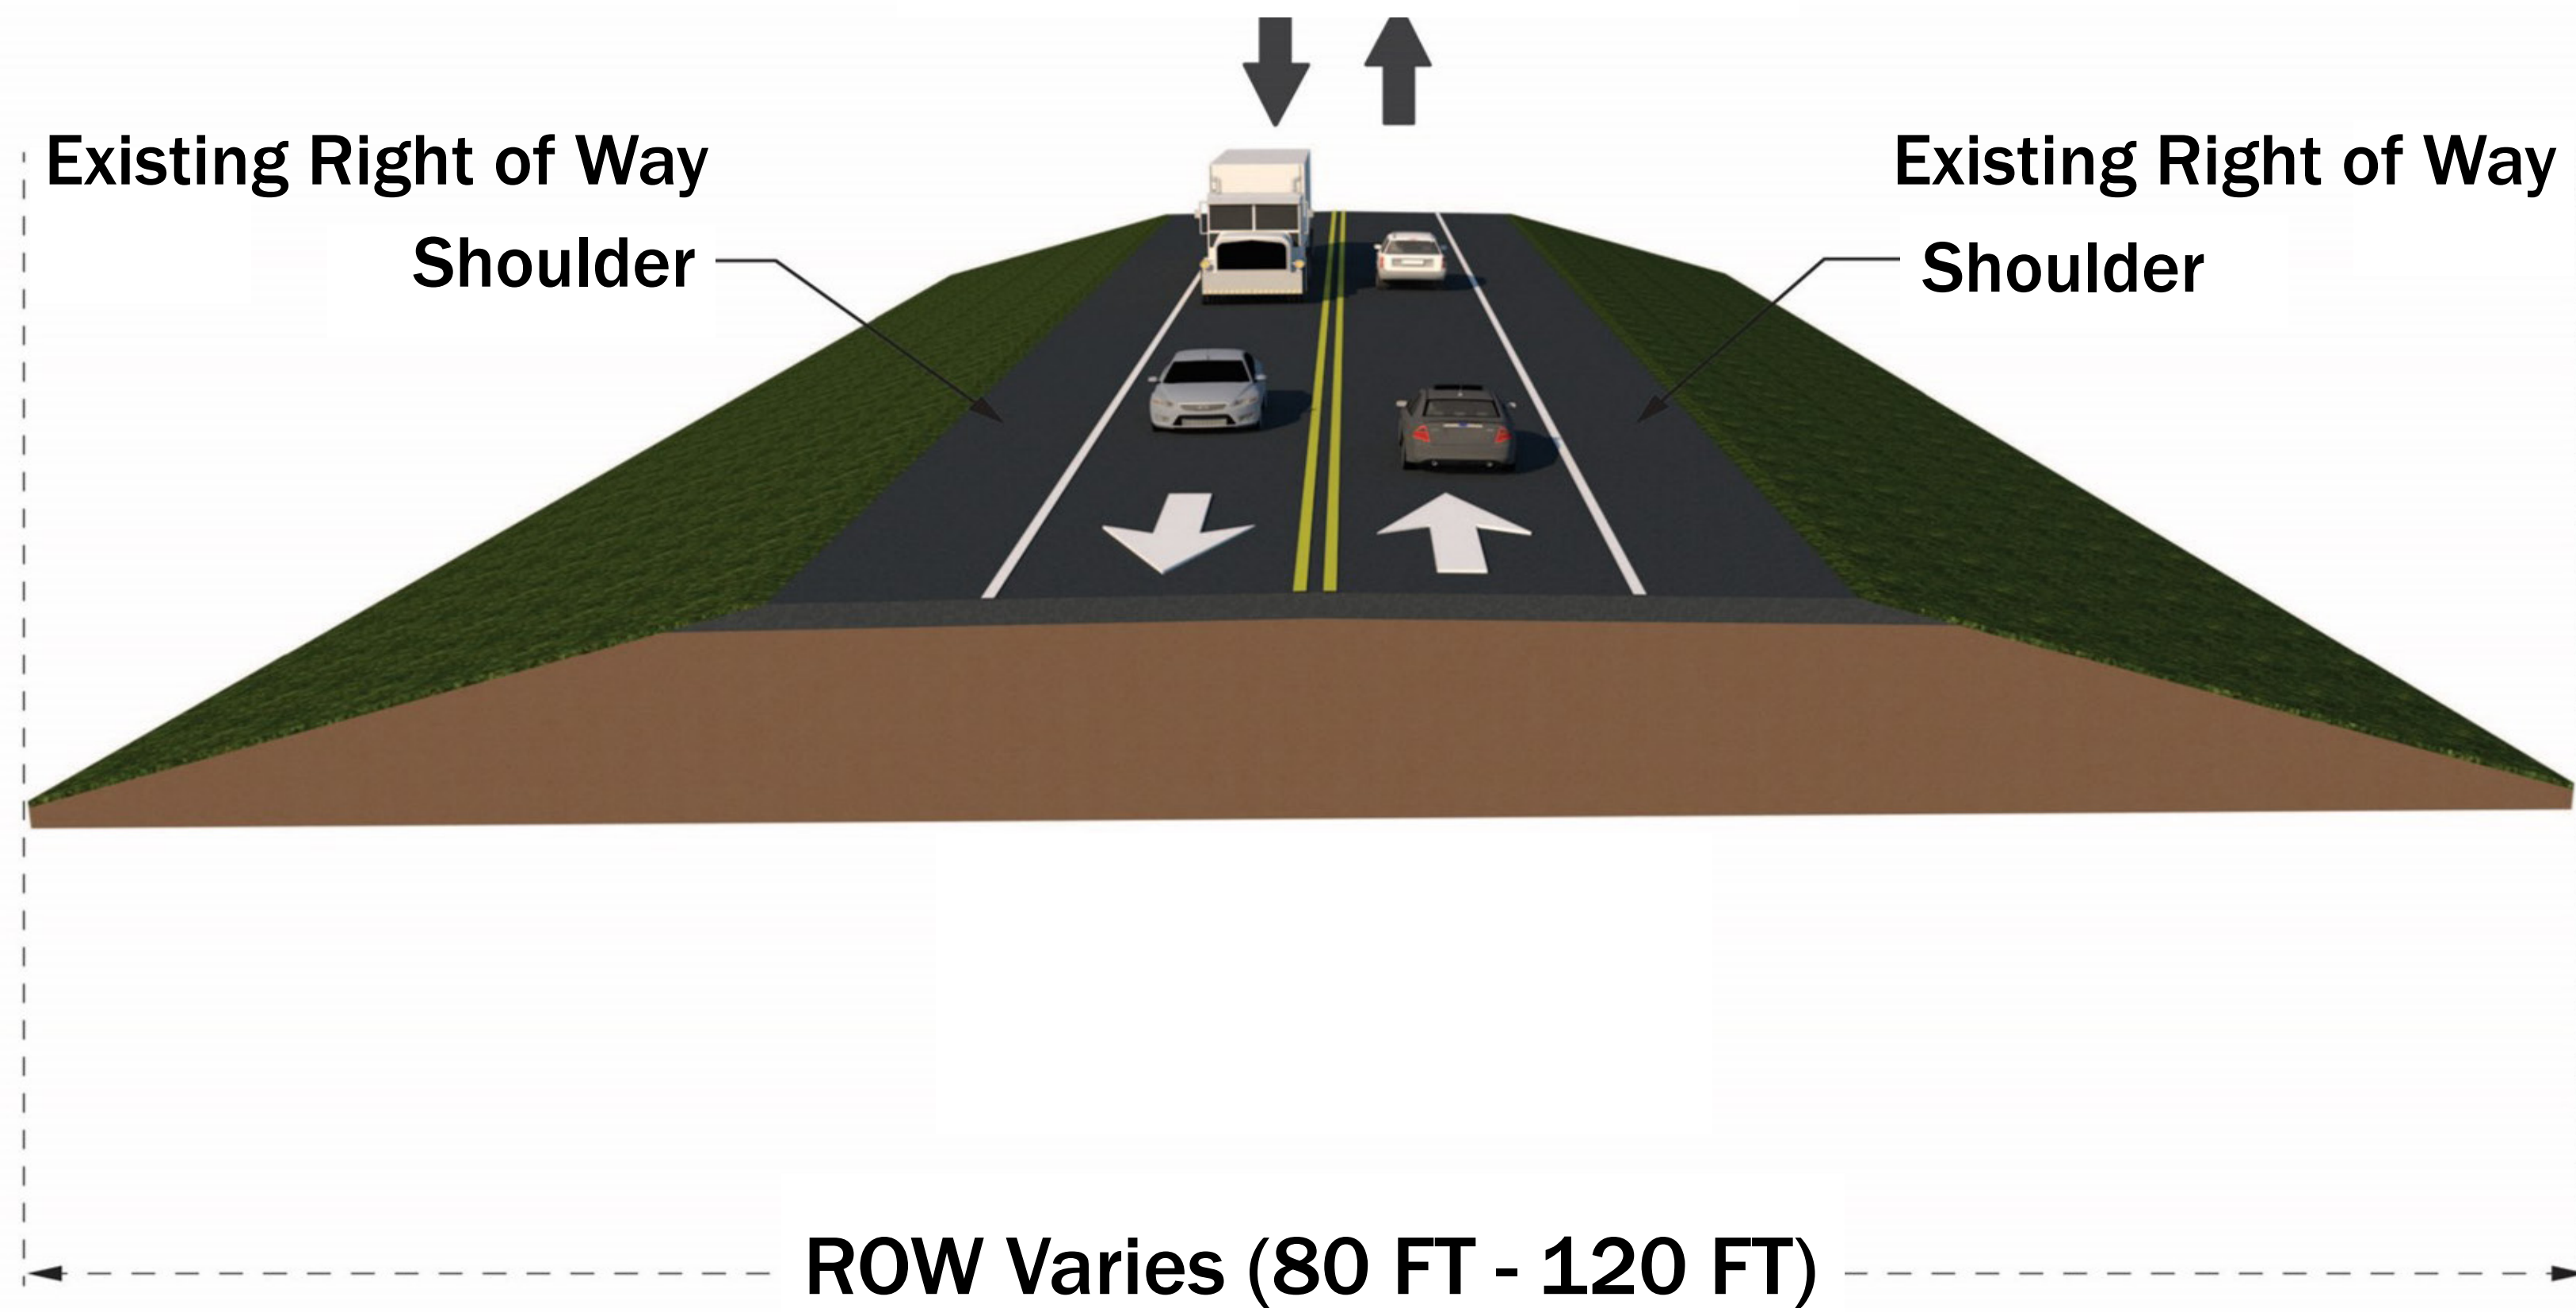 Existing Right of Way
Existing Right of Way
Shoulder
Shoulder
ROW Varies (80 FT - 120 FT)